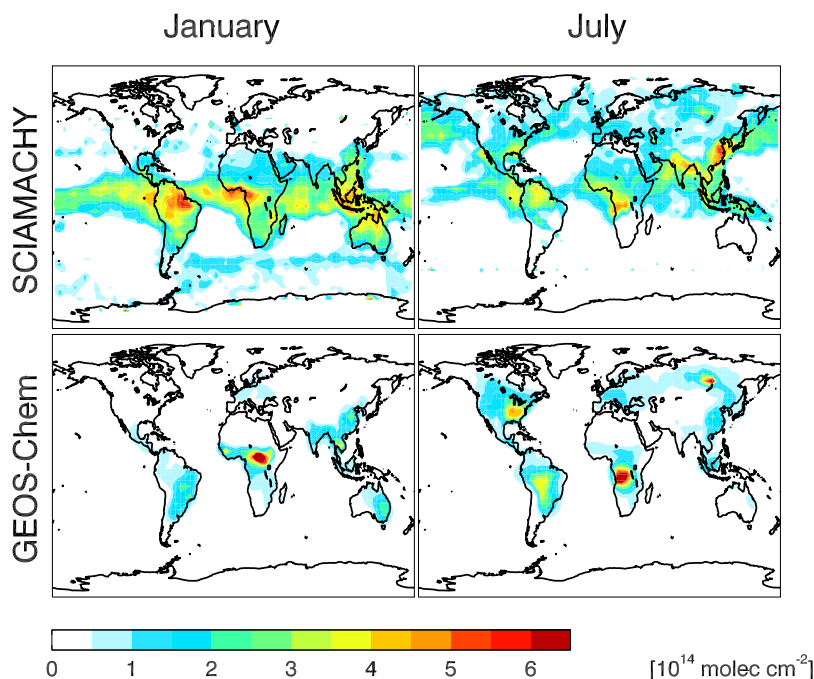 January July
SCIAMACHY
GEOS-Chem
0 1 2 3 4 5 6 [10¹⁴ molec cm⁻²]